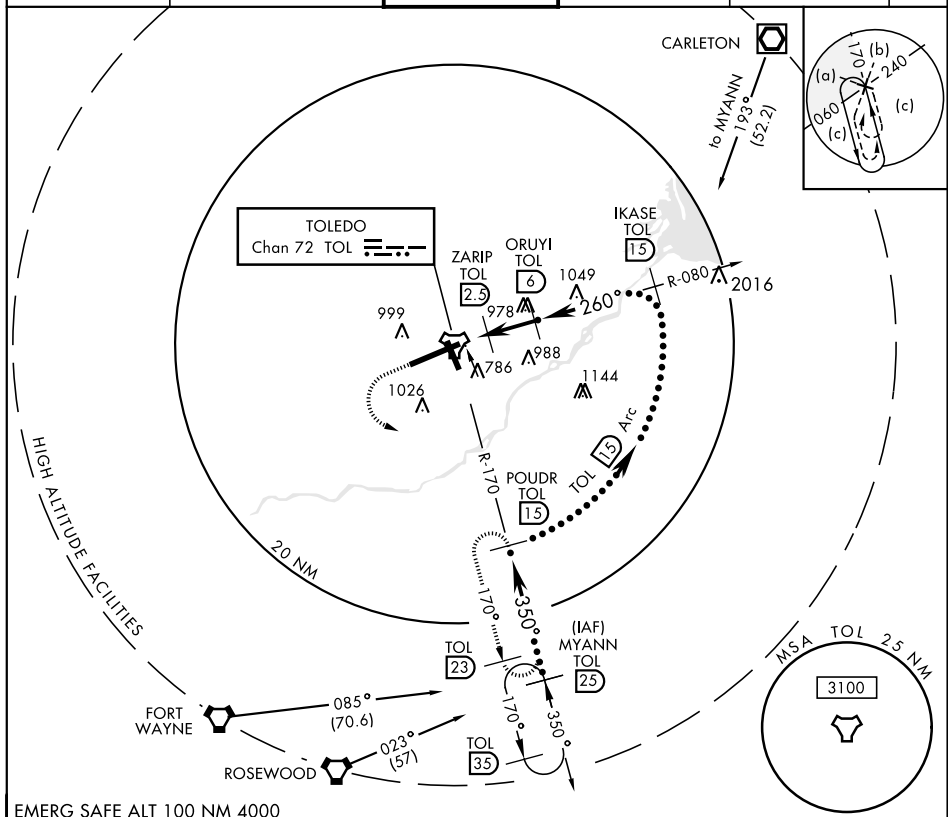 CARLETON
to MYANN
193°
(52.2)
170
(b)
240
(a)
(c)
060
(c)
TOLEDO
Chan 72 TOL
ZARIP
TOL
2.5
ORUYI
TOL
6
IKASE
TOL
15
R-080
2016
1049
260°
978
999
988
786
1026
1144
R-170
POUDR
TOL
15
TOL 15 Arc
20 NM
HIGH ALTITUDE FACILITIES
170°
350°
(IAF)
MYANN
TOL
25
TOL
23
170°
350°
TOL
35
085°
(70.6)
FORT
WAYNE
023°
(57)
ROSEWOOD
MSA TOL 25 NM
3100
EMERG SAFE ALT 100 NM 4000